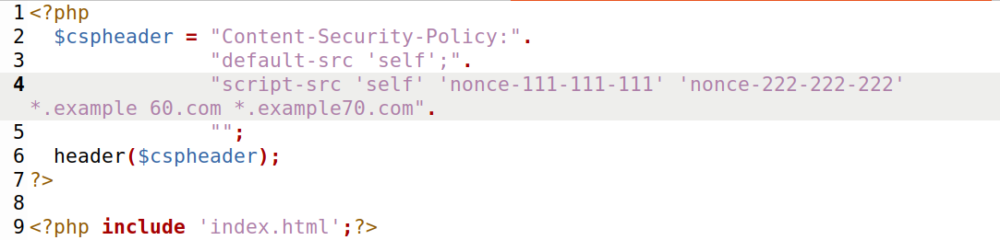 1 <?php
2   $cspheader = "Content-Security-Policy:".
3                "default-src 'self';".
4                "script-src 'self' 'nonce-111-111-111' 'nonce-222-222-222'
*.example 60.com *.example70.com".
5                "";
6   header($cspheader);
7 ?>
8
9 <?php include 'index.html';?>